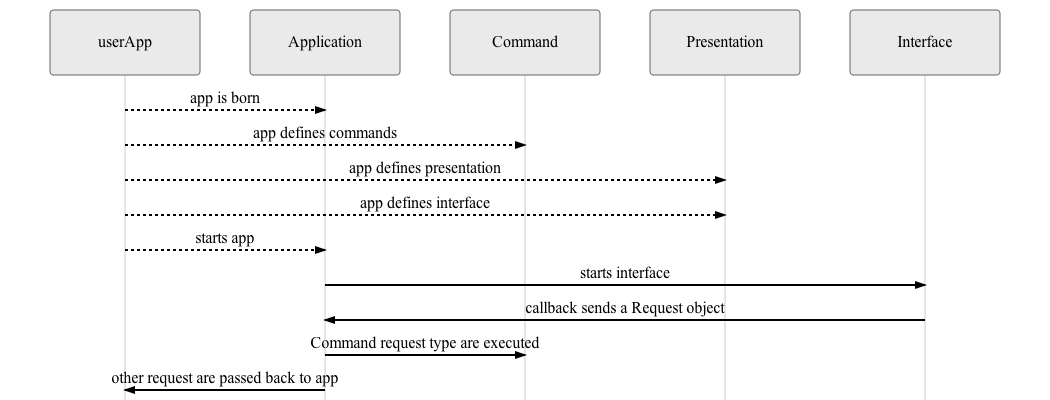 userApp
Application
Command
Presentation
Interface
app is born
app defines commands
app defines presentation
app defines interface
starts app
starts interface
callback sends a Request object
Command request type are executed
other request are passed back to app